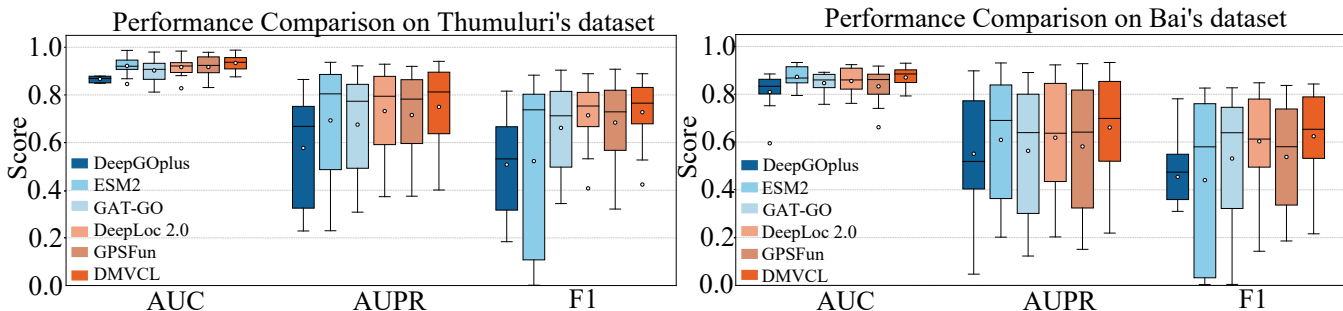 Performance Comparison on Thumuluri's dataset
Score
1.0
0.8
0.6
0.4
0.2
0.0
DeepGOplus
ESM2
GAT-GO
DeepLoc 2.0
GPSFun
DMVCL
AUC
AUPR
F1
Performance Comparison on Bai's dataset
Score
1.0
0.8
0.6
0.4
0.2
0.0
DeepGOplus
ESM2
GAT-GO
DeepLoc 2.0
GPSFun
DMVCL
AUC
AUPR
F1